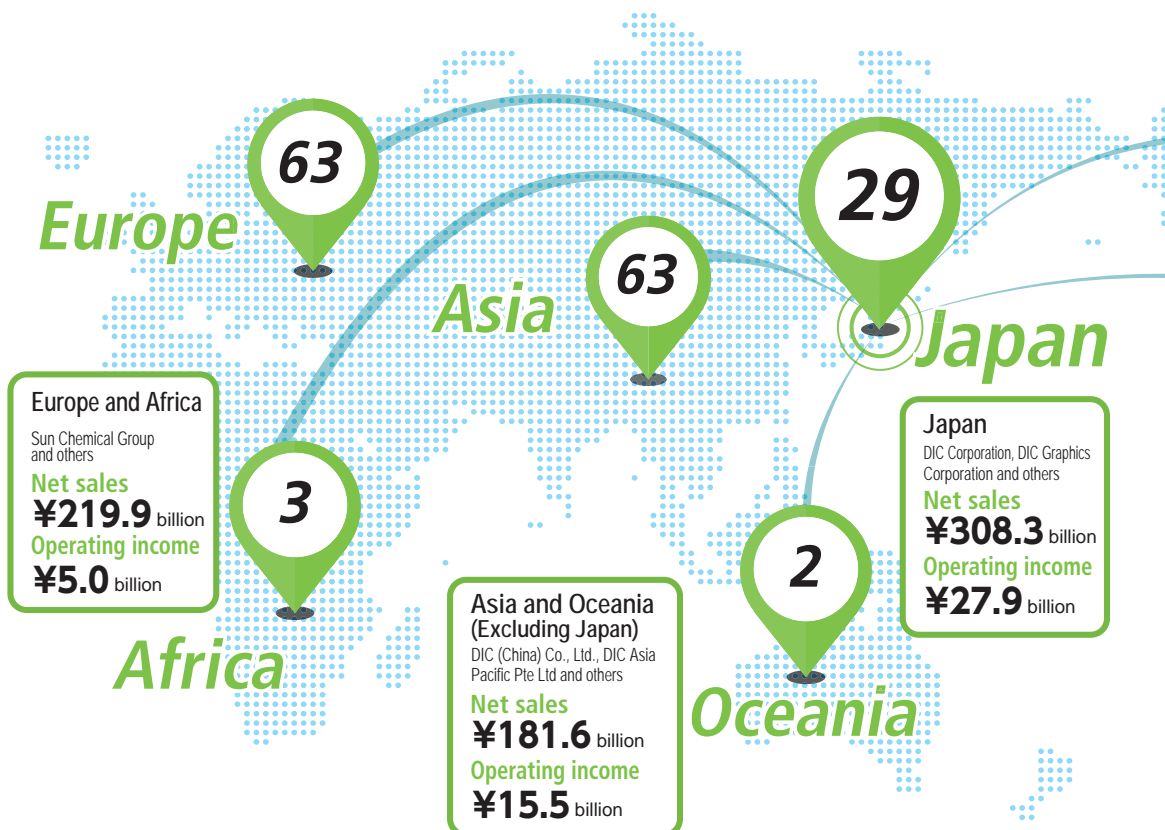 63
Europe
29
63
Asia
Japan
Europe and Africa
Sun Chemical Group
and others
Net sales
¥219.9 billion
Operating income
¥5.0 billion
3
Africa
Japan
DIC Corporation, DIC Graphics
Corporation and others
Net sales
¥308.3 billion
Operating income
¥27.9 billion
2
Oceania
Asia and Oceania
(Excluding Japan)
DIC (China) Co., Ltd., DIC Asia
Pacific Pte Ltd and others
Net sales
¥181.6 billion
Operating income
¥15.5 billion